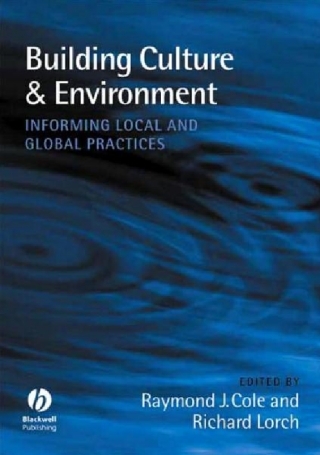 Building Culture
& Environment
INFORMING LOCAL AND
GLOBAL PRACTICES
EDITED BY
Raymond J. Cole and
Richard Lorch
b
Blackwell
Publishing